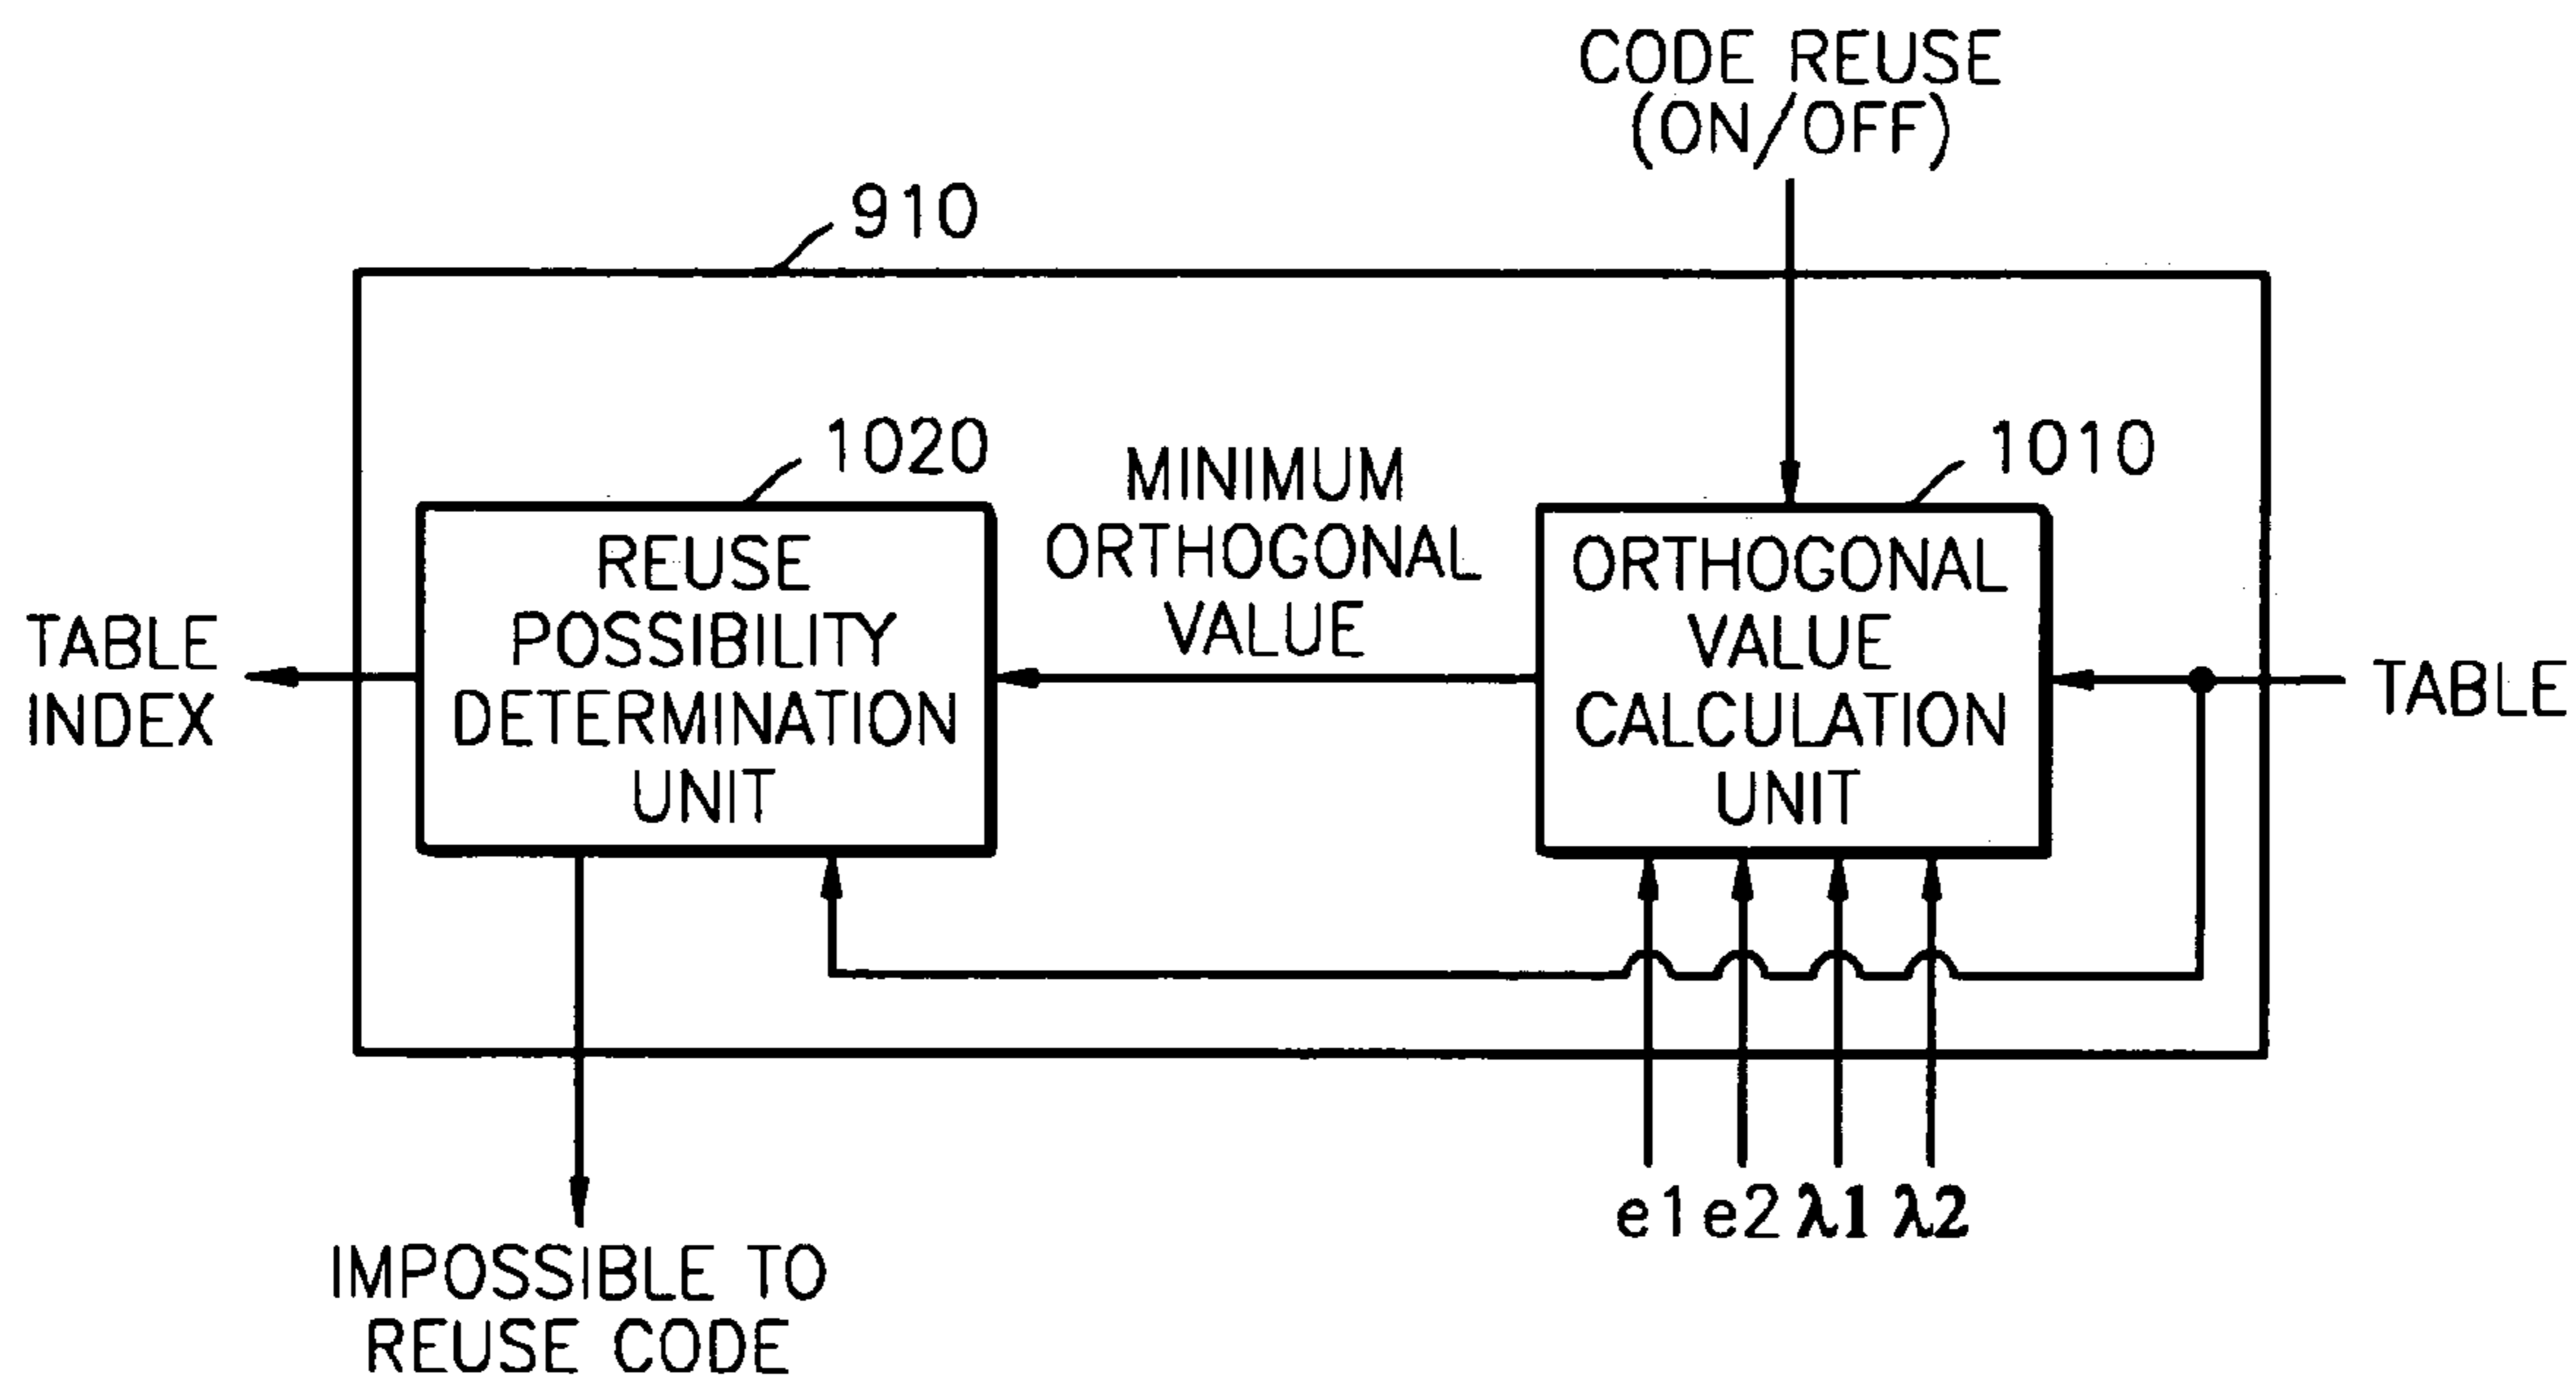 CODE REUSE
(ON/OFF)
910
1020
1010
MINIMUM
ORTHOGONAL
VALUE
REUSE
POSSIBILITY
DETERMINATION
UNIT
ORTHOGONAL
VALUE
CALCULATION
UNIT
TABLE
INDEX
TABLE
e1 e2 λ1 λ2
IMPOSSIBLE TO
REUSE CODE